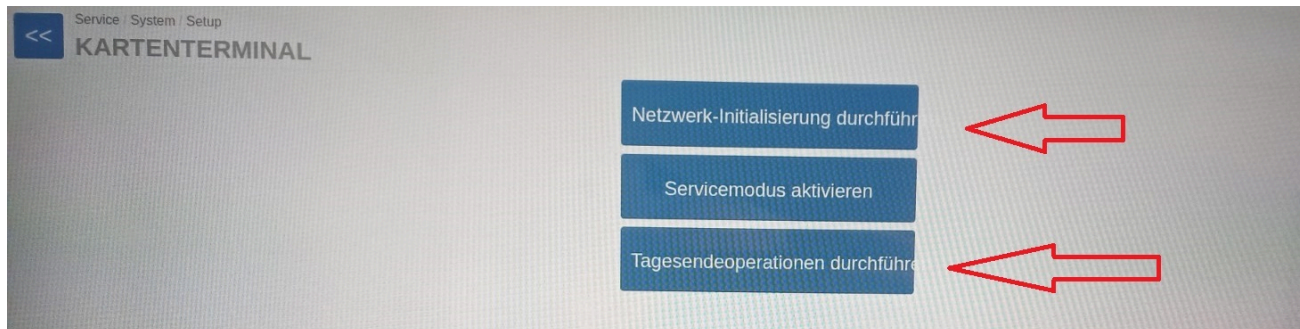 <<
Service / System / Setup
KARTENTERMINAL
Netzwerk-Initialisierung durchführ
Servicemodus aktivieren
Tagesendeoperationen durchführe